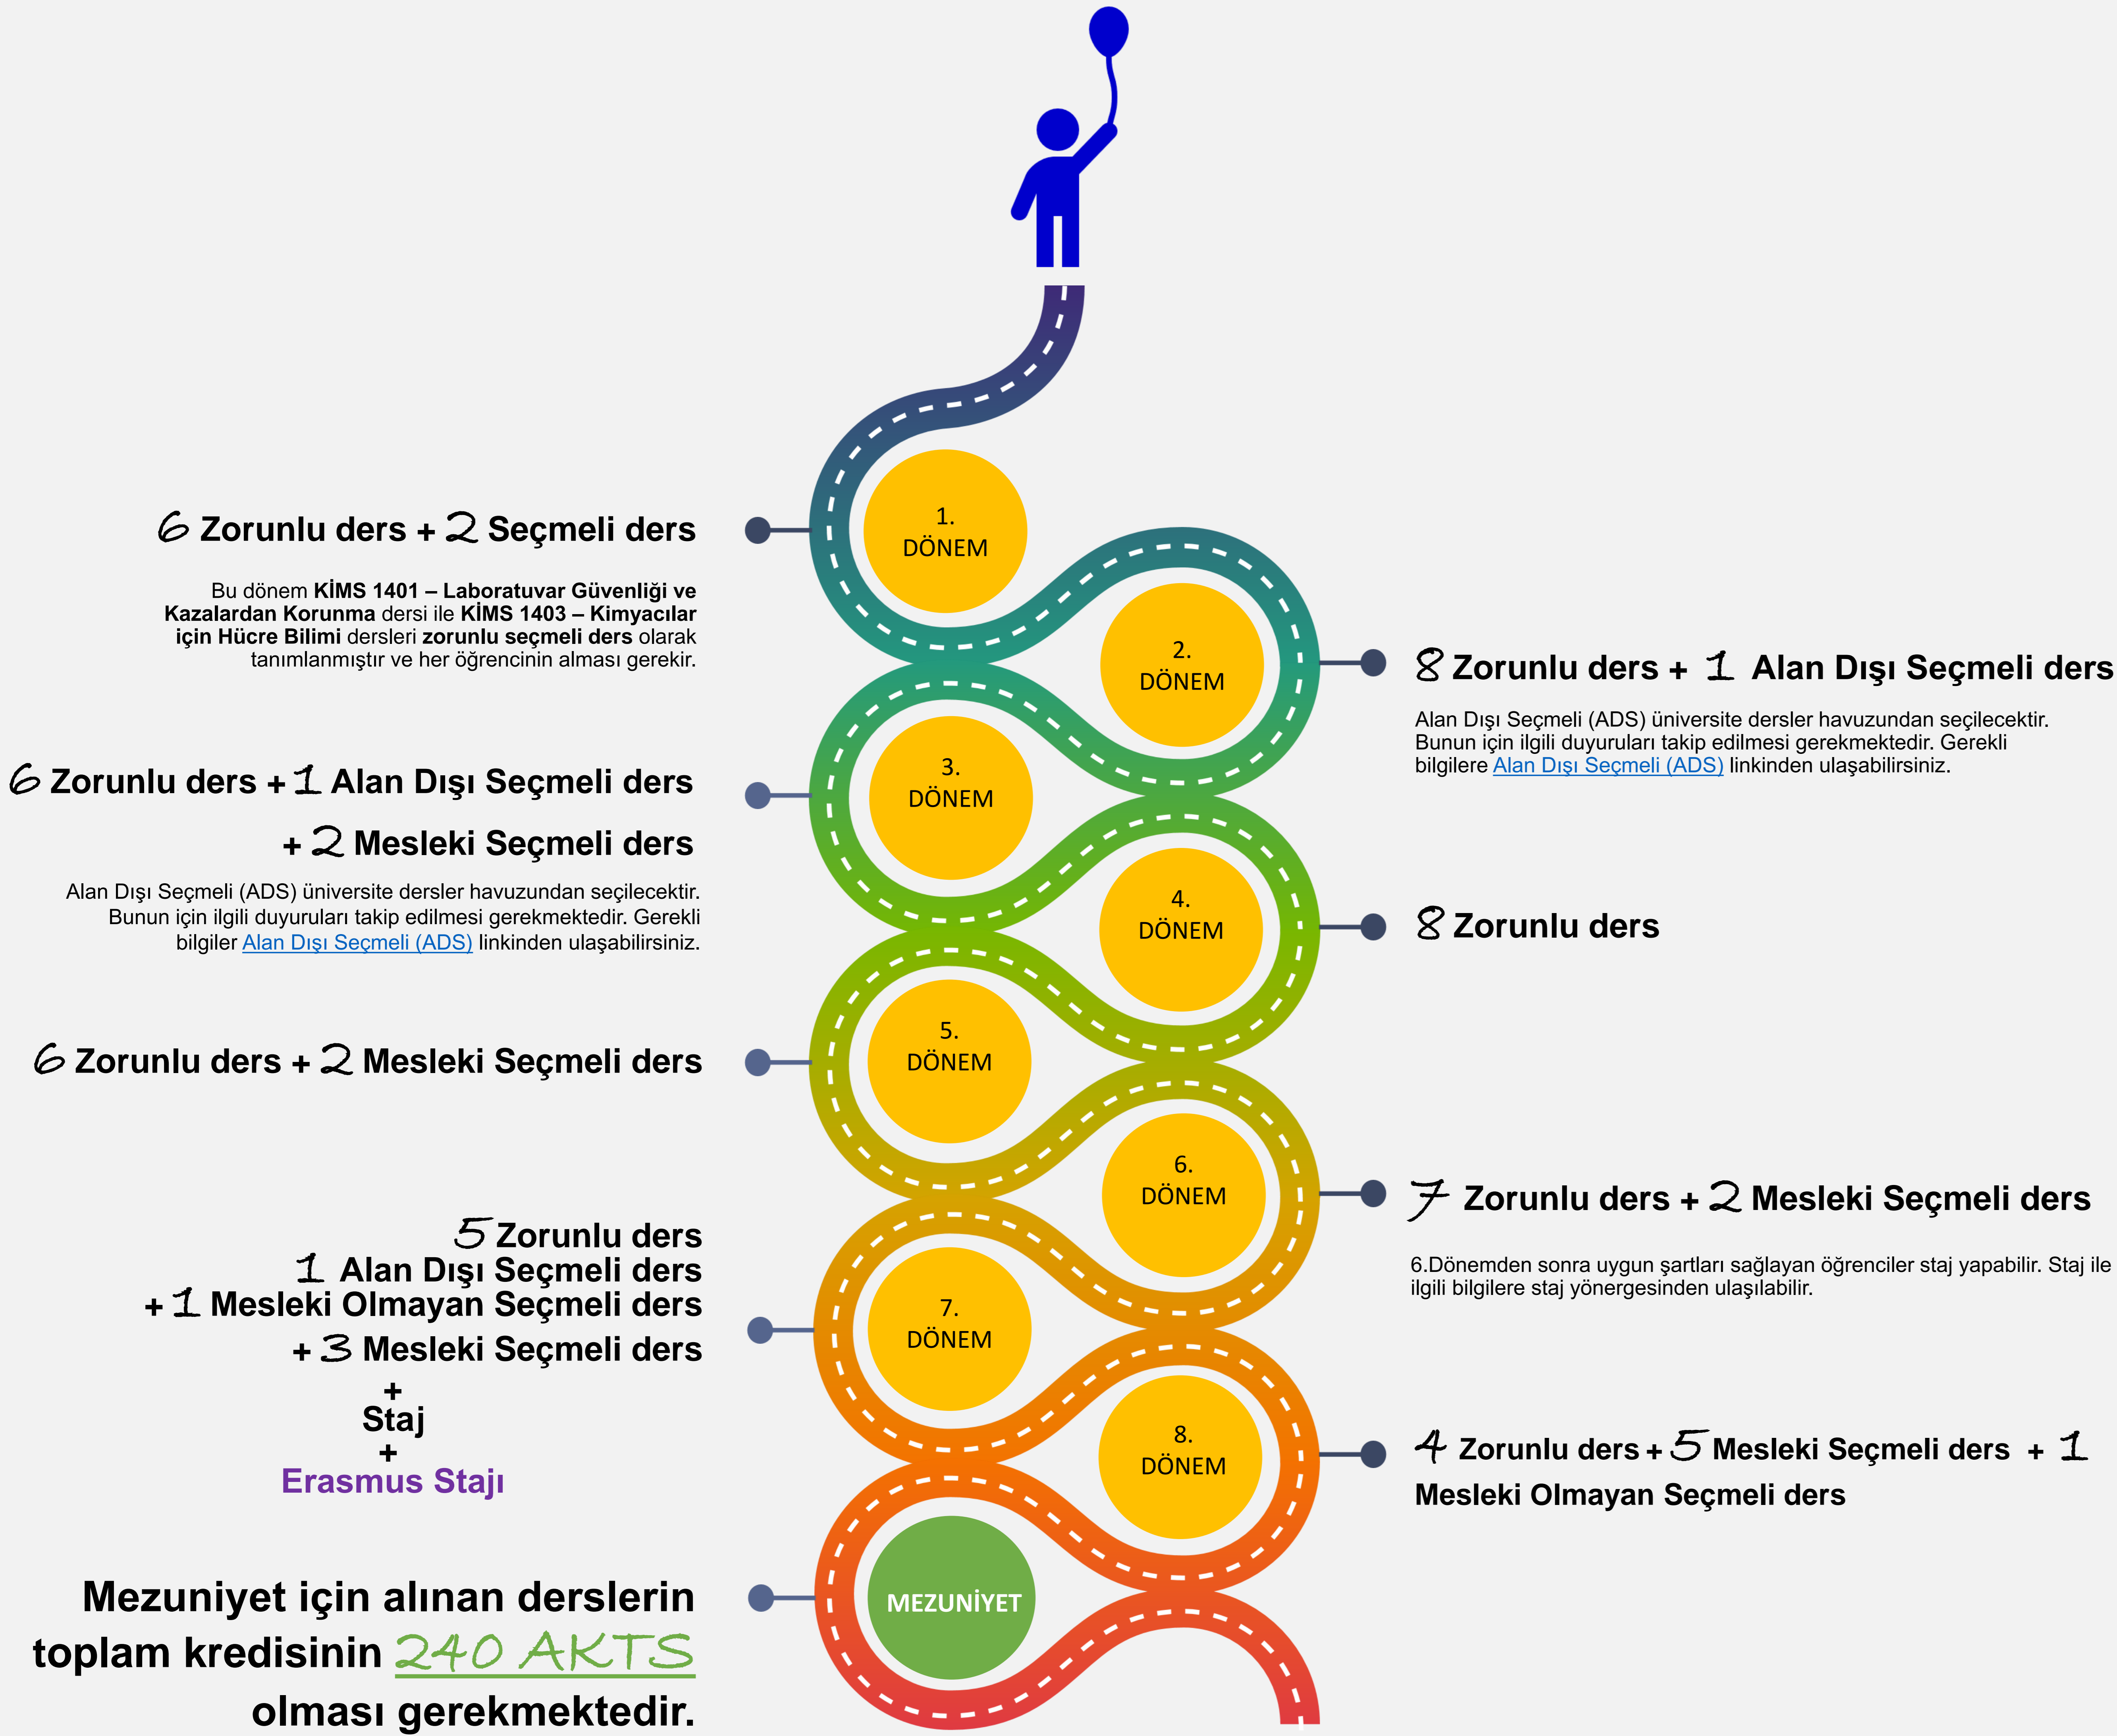 1.
DÖNEM
6 Zorunlu ders + 2 Seçmeli ders
Bu dönem KİMS 1401 – Laboratuvar Güvenliği ve
Kazalardan Korunma dersi ile KİMS 1403 – Kimyacılar
için Hücre Bilimi dersleri zorunlu seçmeli ders olarak
tanımlanmıştır ve her öğrencinin alması gerekir.
2.
DÖNEM
8 Zorunlu ders + 1 Alan Dışı Seçmeli ders
Alan Dışı Seçmeli (ADS) üniversite dersler havuzundan seçilecektir.
Bunun için ilgili duyuruları takip edilmesi gerekmektedir. Gerekli
bilgilere Alan Dışı Seçmeli (ADS) linkinden ulaşabilirsiniz.
3.
DÖNEM
6 Zorunlu ders + 1 Alan Dışı Seçmeli ders
+ 2 Mesleki Seçmeli ders
Alan Dışı Seçmeli (ADS) üniversite dersler havuzundan seçilecektir.
Bunun için ilgili duyuruları takip edilmesi gerekmektedir. Gerekli
bilgiler Alan Dışı Seçmeli (ADS) linkinden ulaşabilirsiniz.
4.
DÖNEM
8 Zorunlu ders
5.
DÖNEM
6 Zorunlu ders + 2 Mesleki Seçmeli ders
6.
DÖNEM
7 Zorunlu ders + 2 Mesleki Seçmeli ders
6.Dönemden sonra uygun şartları sağlayan öğrenciler staj yapabilir. Staj ile
ilgili bilgilere staj yönergesinden ulaşılabilir.
7.
DÖNEM
5 Zorunlu ders
1 Alan Dışı Seçmeli ders
+ 1 Mesleki Olmayan Seçmeli ders
+ 3 Mesleki Seçmeli ders
+
Staj
+
Erasmus Stajı
8.
DÖNEM
4 Zorunlu ders + 5 Mesleki Seçmeli ders + 1
Mesleki Olmayan Seçmeli ders
MEZUNİYET
Mezuniyet için alınan derslerin
toplam kredisinin 240 AKTS
olması gerekmektedir.